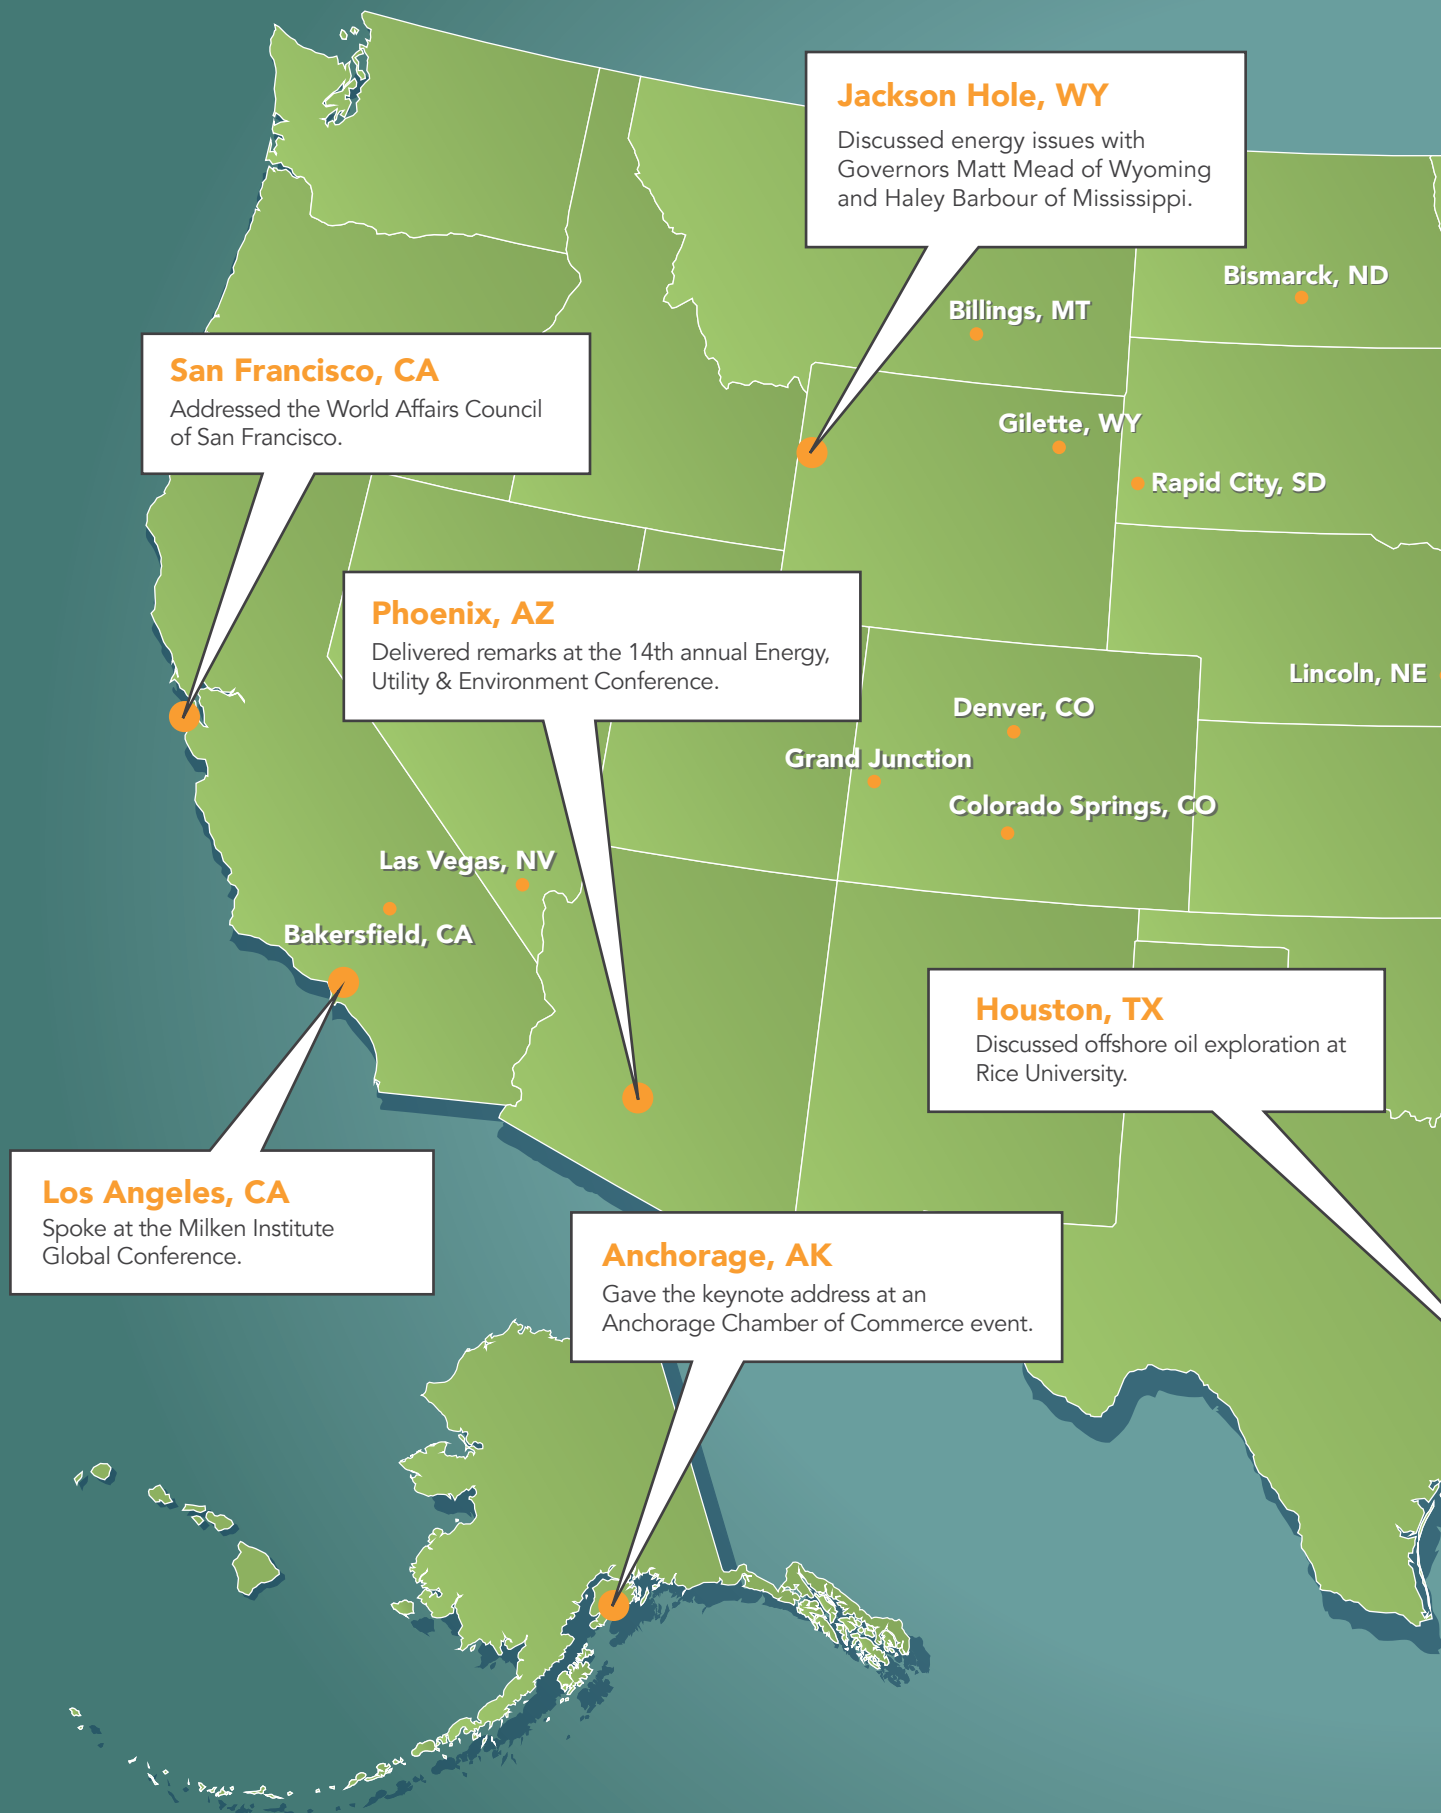 Jackson Hole, WY
Discussed energy issues with
Governors Matt Mead of Wyoming
and Haley Barbour of Mississippi.
Bismarck, ND
Billings, MT
San Francisco, CA
Addressed the World Affairs Council
of San Francisco.
Gilette, WY
Rapid City, SD
Phoenix, AZ
Delivered remarks at the 14th annual Energy,
Utility & Environment Conference.
Lincoln, NE
Denver, CO
Grand Junction
Colorado Springs, CO
Las Vegas, NV
Bakersfield, CA
Houston, TX
Discussed offshore oil exploration at
Rice University.
Los Angeles, CA
Spoke at the Milken Institute
Global Conference.
Anchorage, AK
Gave the keynote address at an
Anchorage Chamber of Commerce event.